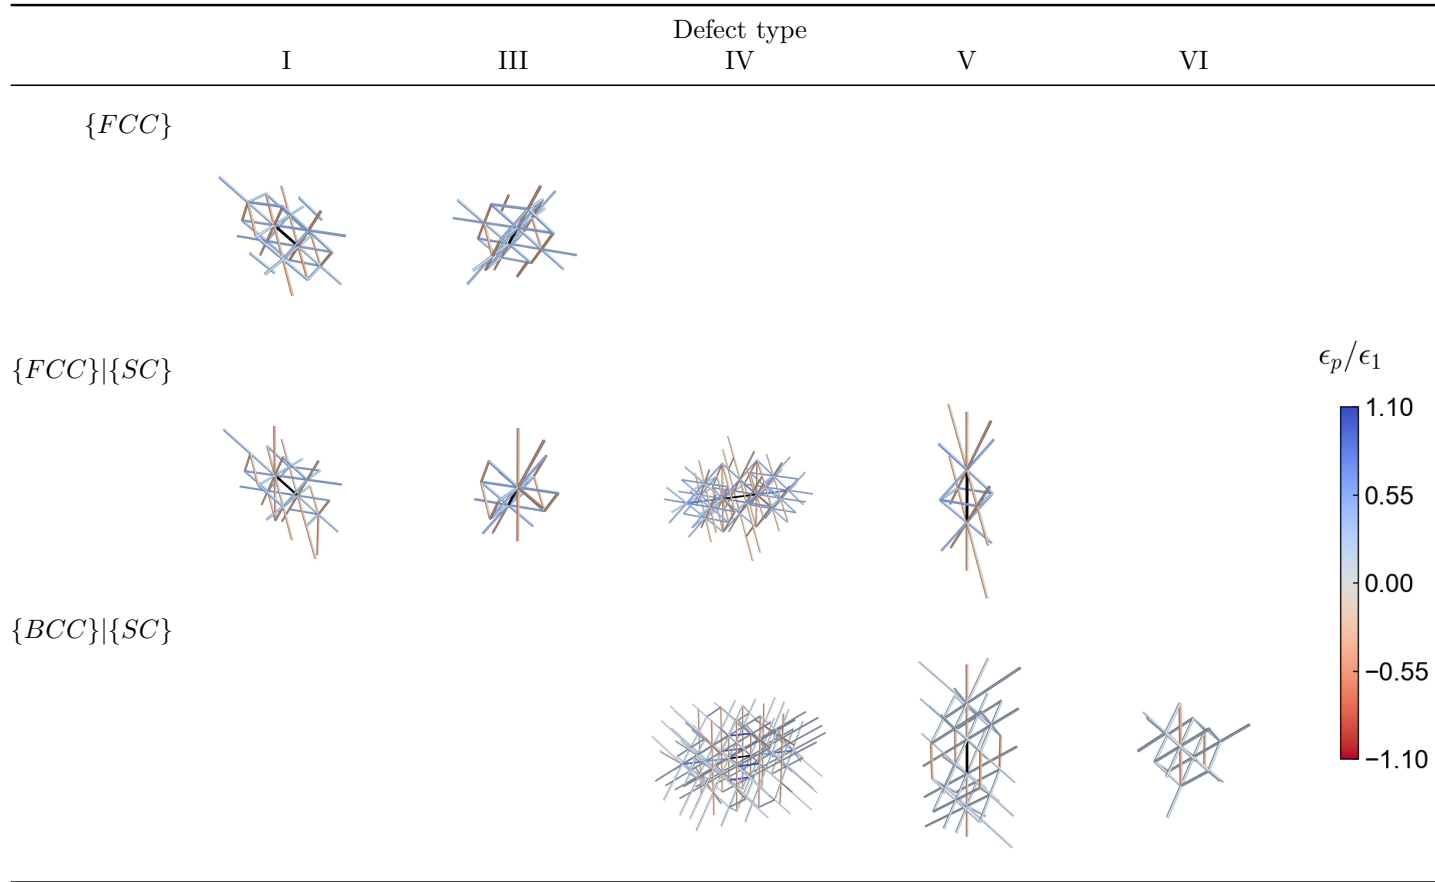 Defect type
I III IV V VI
{FCC}
{FCC}|{SC}
{BCC}|{SC}
ϵp/ϵ1
1.10
0.55
0.00
−0.55
−1.10